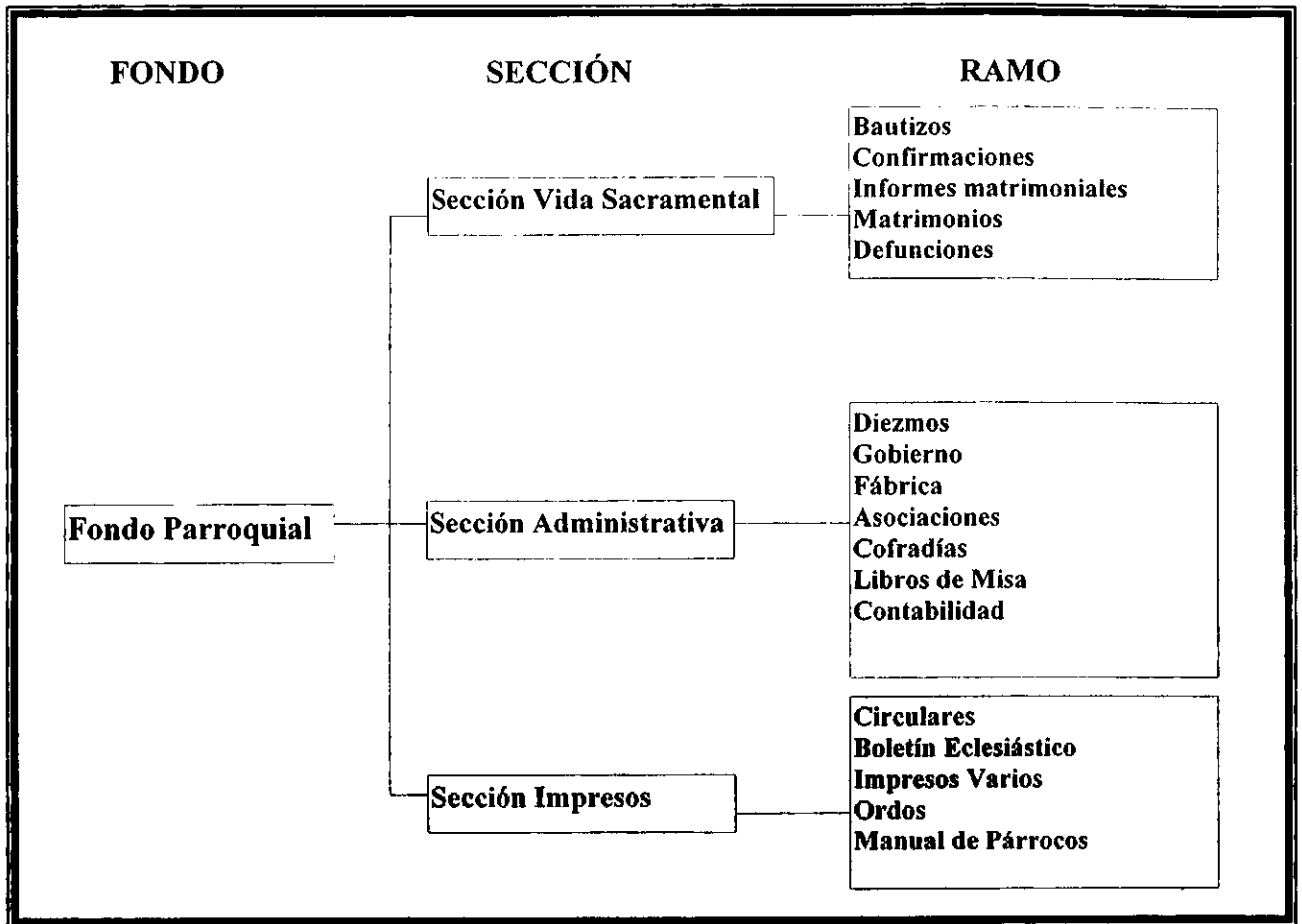 FONDO SECCIÓN RAMO
Sección Vida Sacramental
Bautizos
Confirmaciones
Informes matrimoniales
Matrimonios
Defunciones
Fondo Parroquial
Sección Administrativa
Diezmos
Gobierno
Fábrica
Asociaciones
Cofradías
Libros de Misa
Contabilidad
Sección Impresos
Circulares
Boletín Eclesiástico
Impresos Varios
Ordos
Manual de Párrocos